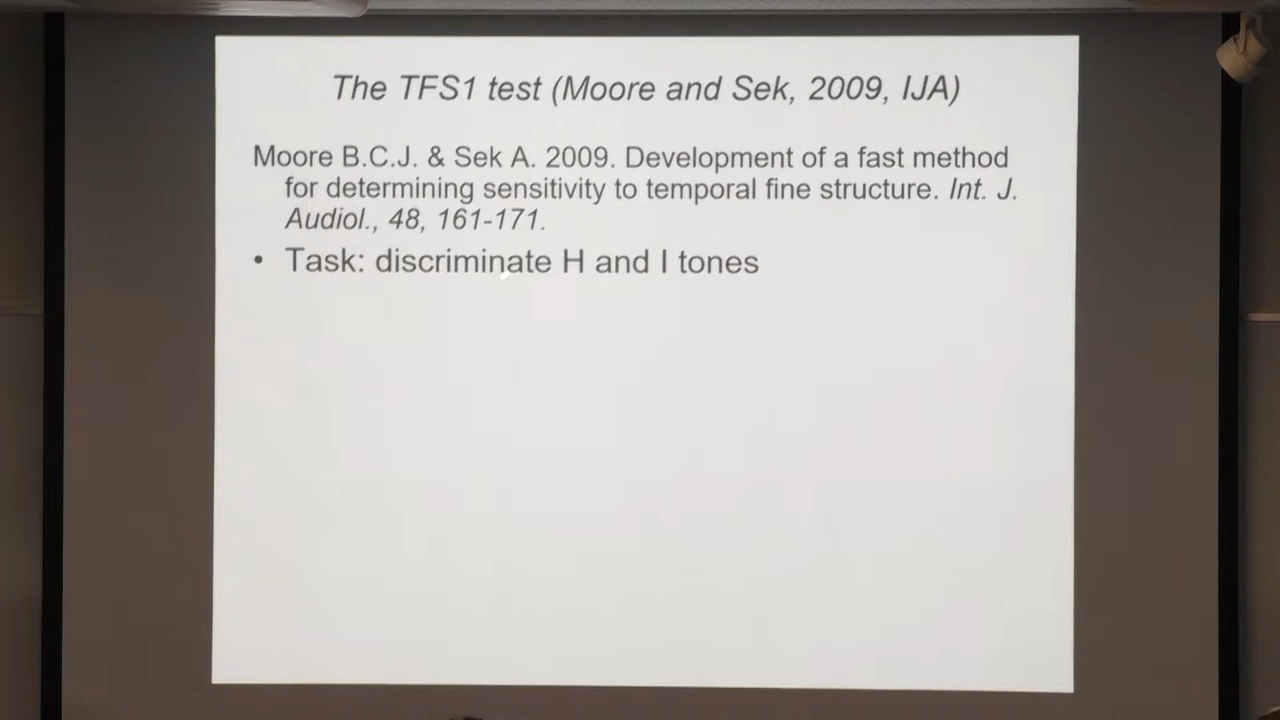 The TFS1 test (Moore and Sek, 2009, IJA)
Moore B.C.J. & Sek A. 2009. Development of a fast method
for determining sensitivity to temporal fine structure. Int. J.
Audiol., 48, 161-171.
• Task: discriminate H and I tones